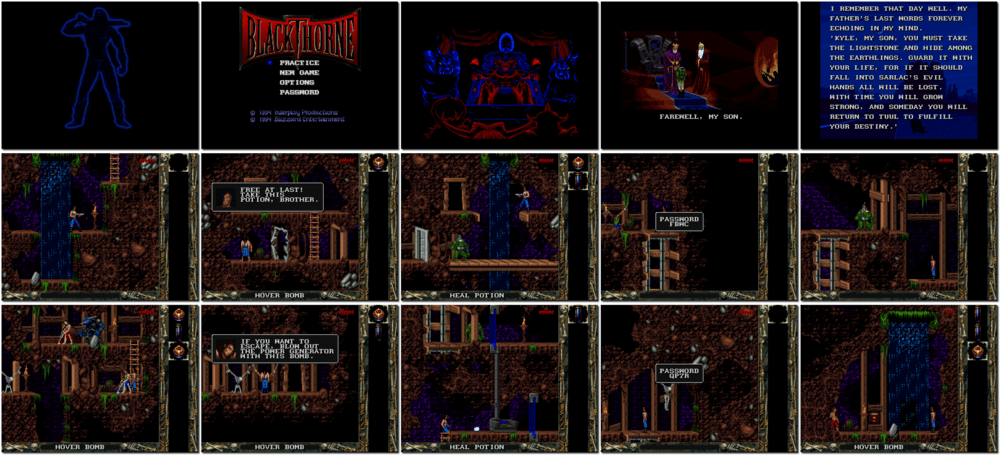 BLACKTHORNE
PRACTICE
NEW GAME
OPTIONS
PASSWORD
© 1994 Interplay Productions
© 1994 Blizzard Entertainment
FAREWELL, MY SON.
I REMEMBER THAT DAY WELL. MY
FATHER'S LAST WORDS FOREVER
ECHOING IN MY MIND.
'KYLE, MY SON, YOU MUST TAKE
THE LIGHTSTONE AND HIDE AMONG
THE EARTHLINGS. GUARD IT WITH
YOUR LIFE, FOR IF IT SHOULD
FALL INTO SARLAC'S EVIL
HANDS ALL WILL BE LOST.
WITH TIME YOU WILL GROW
STRONG, AND SOMEDAY YOU WILL
RETURN TO TUUL TO FULFILL
YOUR DESTINY.'
FREE AT LAST!
TAKE THIS
POTION, BROTHER.
HOVER BOMB
HEAL POTION
PASSWORD
FBMC
HOVER BOMB
IF YOU WANT TO
ESCAPE, BLOW OUT
THE POWER GENERATOR
WITH THIS BOMB.
HOVER BOMB
HEAL POTION
PASSWORD
QP7R
HOVER BOMB